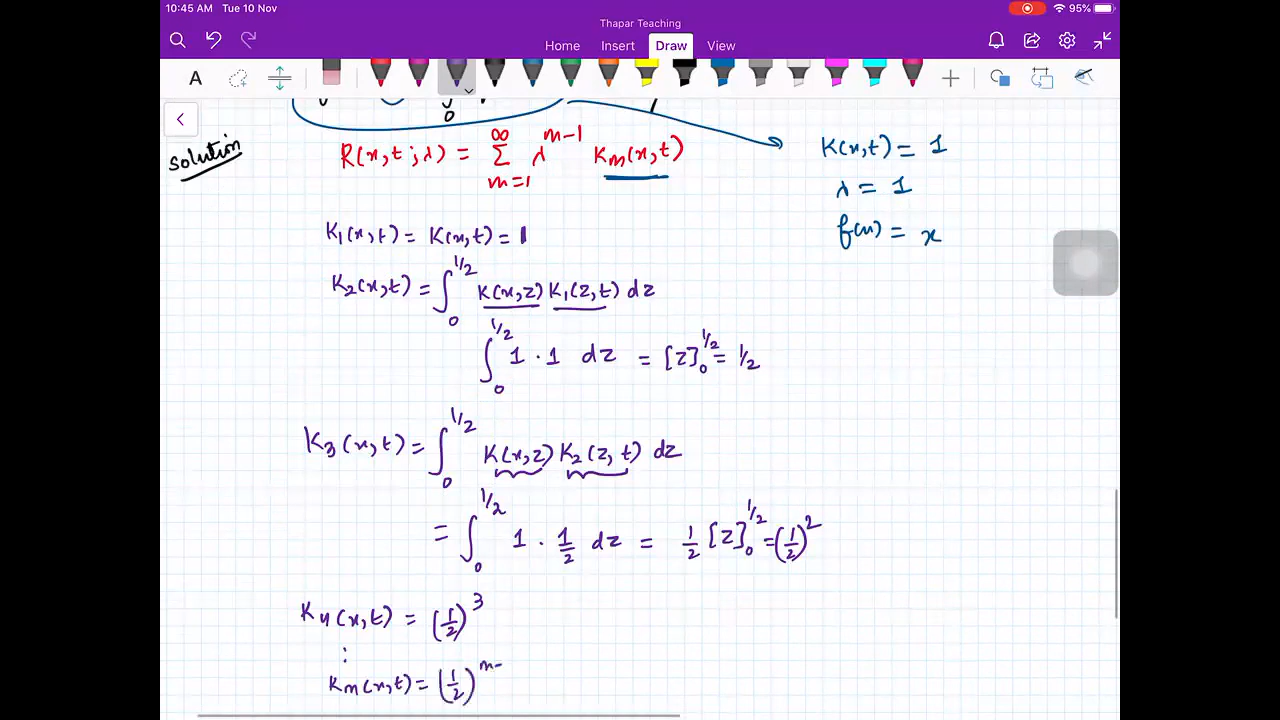 10:45 AM Tue 10 Nov
95%
Thapar Teaching
Home Insert Draw View
A
0
solution
R(x,t;λ) = ∑_{m=1}^{∞} λ^{m-1} K_m(x,t)
K(x,t) = 1
λ = 1
f(x) = x
K_1(x,t) = K(x,t) = 1
K_2(x,t) = ∫_0^{1/2} K(x,z) K_1(z,t) dz
∫_0^{1/2} 1 · 1 dz = [z]_0^{1/2} = 1/2
K_3(x,t) = ∫_0^{1/2} K(x,z) K_2(z,t) dz
= ∫_0^{1/2} 1 · 1/2 dz = 1/2 [z]_0^{1/2} = (1/2)^2
K_4(x,t) = (1/2)^3
⋮
K_m(x,t) = (1/2)^{m-